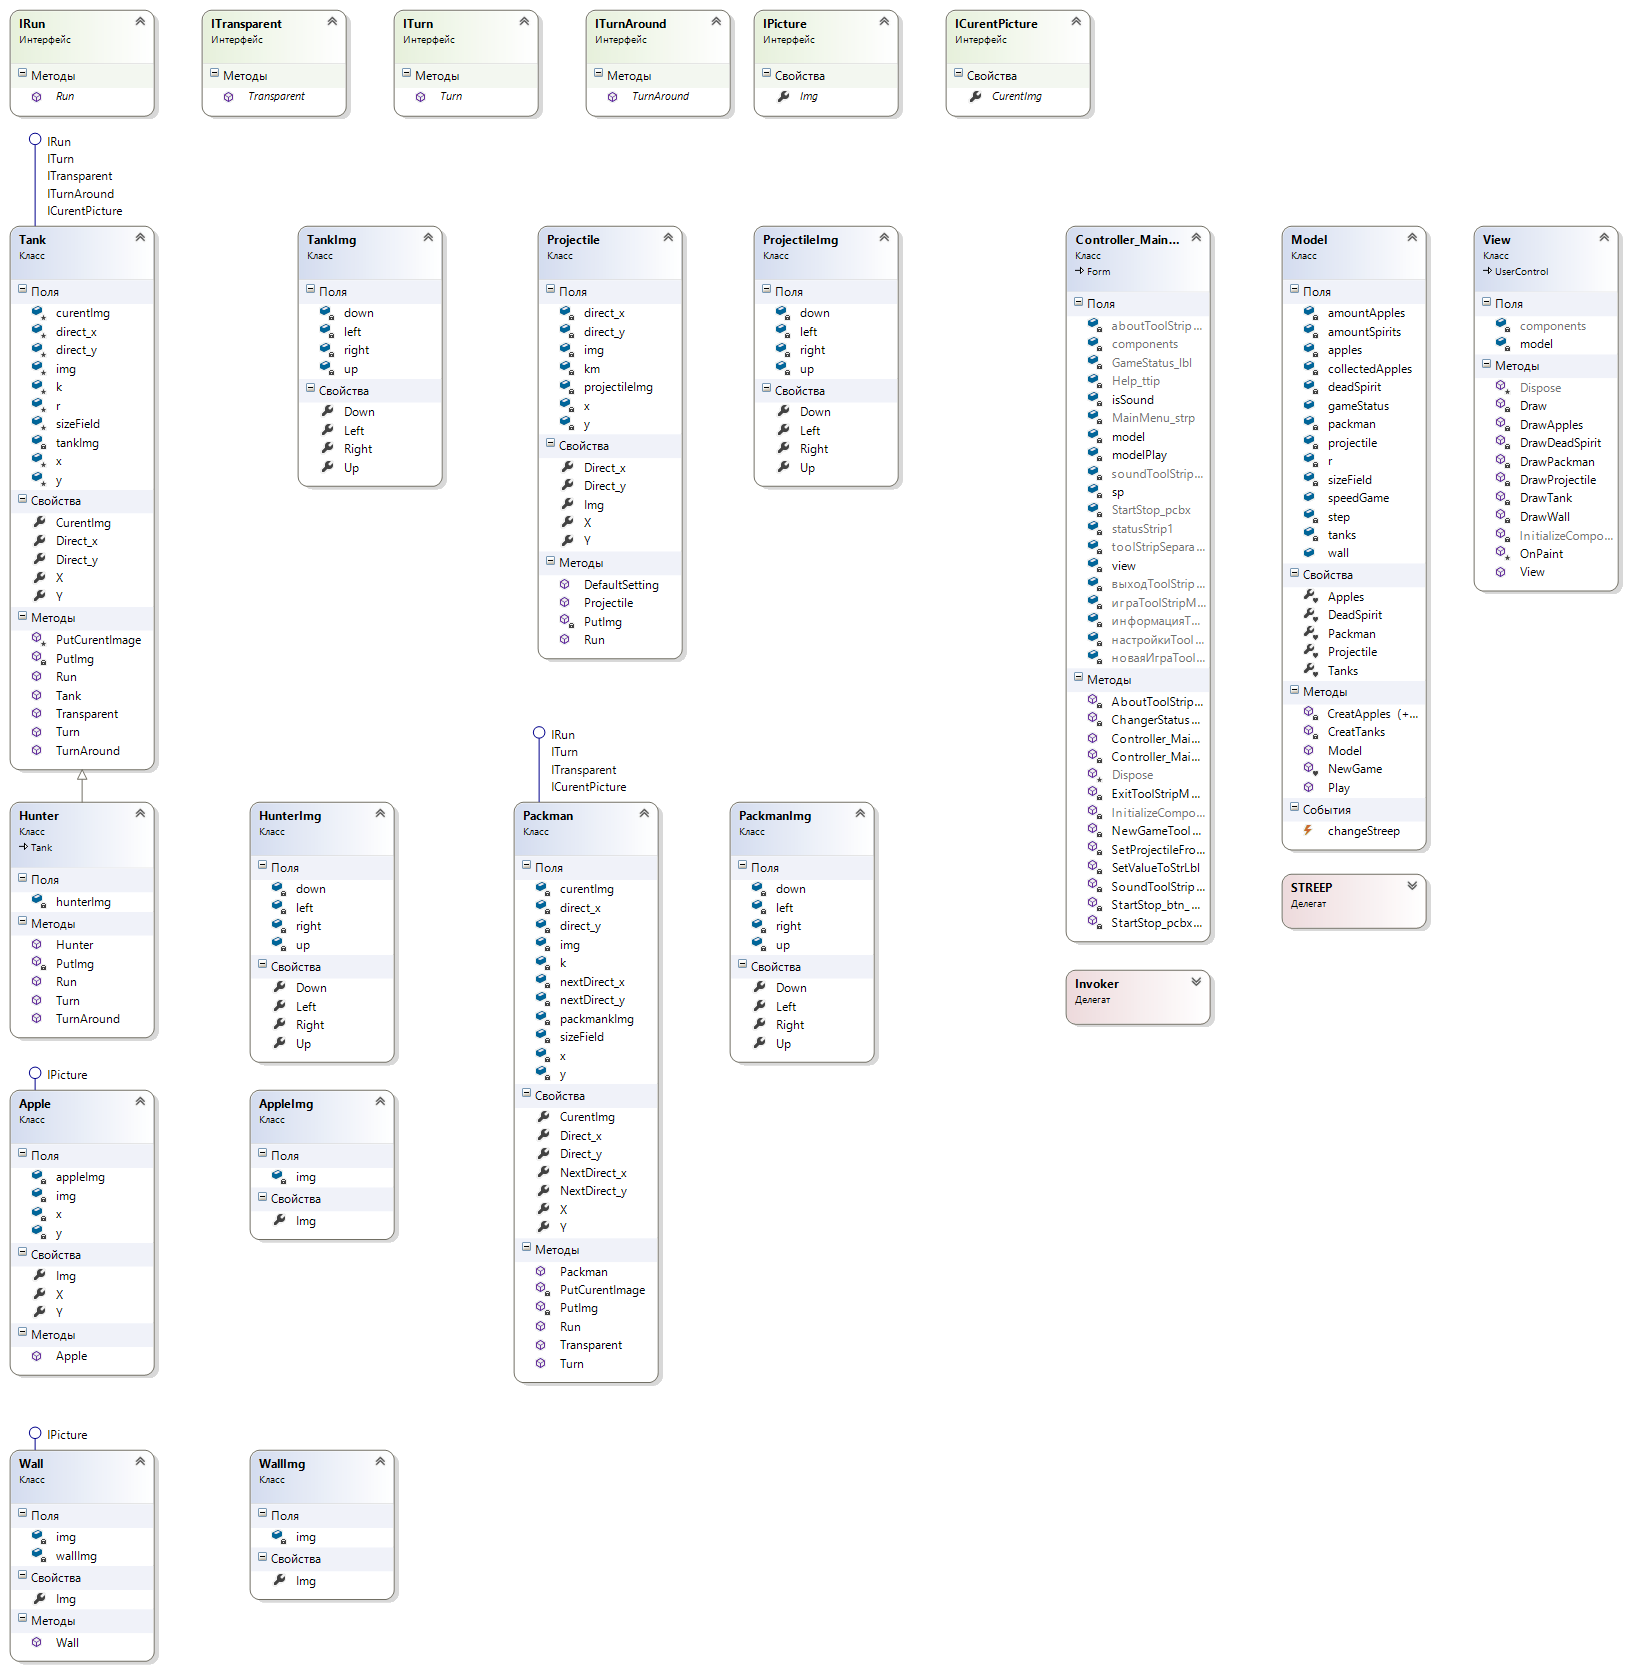 IRun
Интерфейс
Методы
Run
ITransparent
Интерфейс
Методы
Transparent
ITurn
Интерфейс
Методы
Turn
ITurnAround
Интерфейс
Методы
TurnAround
IPicture
Интерфейс
Свойства
Img
ICurentPicture
Интерфейс
Свойства
CurentImg
IRun
ITurn
ITransparent
ITurnAround
ICurentPicture
Tank
Класс
Поля
curentImg
direct_x
direct_y
img
k
r
sizeField
tankImg
x
y
Свойства
CurentImg
Direct_x
Direct_y
X
Y
Методы
PutCurentImage
PutImg
Run
Tank
Transparent
Turn
TurnAround
TankImg
Класс
Поля
down
left
right
up
Свойства
Down
Left
Right
Up
Projectile
Класс
Поля
direct_x
direct_y
img
km
projectileImg
x
y
Свойства
Direct_x
Direct_y
Img
X
Y
Методы
DefaultSetting
Projectile
PutImg
Run
ProjectileImg
Класс
Поля
down
left
right
up
Свойства
Down
Left
Right
Up
Controller_Main...
Класс
Form
Поля
aboutToolStrip...
components
GameStatus_lbl
Help_ttip
isSound
MainMenu_strp
model
modelPlay
soundToolStrip...
sp
StartStop_pcbx
statusStrip1
toolStripSepara...
view
выходToolStrip...
играToolStripM...
информацияT...
настройкиTool...
новаяИграTool...
Методы
AboutToolStrip...
ChangerStatus...
Controller_Mai...
Controller_Mai...
Dispose
ExitToolStripM...
InitializeCompo...
NewGameTool...
SetProjectileFro...
SetValueToStrLbl
SoundToolStrip...
StartStop_btn_...
StartStop_pcbx...
Model
Класс
Поля
amountApples
amountSpirits
apples
collectedApples
deadSpirit
gameStatus
packman
projectile
r
sizeField
speedGame
step
tanks
wall
Свойства
Apples
DeadSpirit
Packman
Projectile
Tanks
Методы
CreatApples (+...
CreatTanks
Model
NewGame
Play
События
changeStreep
View
Класс
UserControl
Поля
components
model
Методы
Dispose
Draw
DrawApples
DrawDeadSpirit
DrawPackman
DrawProjectile
DrawTank
DrawWall
InitializeCompo...
OnPaint
View
STREEP
Делегат
Invoker
Делегат
Hunter
Класс
Tank
Поля
hunterImg
Методы
Hunter
PutImg
Run
Turn
TurnAround
HunterImg
Класс
Поля
down
left
right
up
Свойства
Down
Left
Right
Up
IRun
ITurn
ITransparent
ICurentPicture
Packman
Класс
Поля
curentImg
direct_x
direct_y
img
k
nextDirect_x
nextDirect_y
packmankImg
sizeField
x
y
Свойства
CurentImg
Direct_x
Direct_y
NextDirect_x
NextDirect_y
X
Y
Методы
Packman
PutCurentImage
PutImg
Run
Transparent
Turn
PackmanImg
Класс
Поля
down
left
right
up
Свойства
Down
Left
Right
Up
IPicture
Apple
Класс
Поля
appleImg
img
x
y
Свойства
Img
X
Y
Методы
Apple
AppleImg
Класс
Поля
img
Свойства
Img
IPicture
Wall
Класс
Поля
img
wallImg
Свойства
Img
Методы
Wall
WallImg
Класс
Поля
img
Свойства
Img